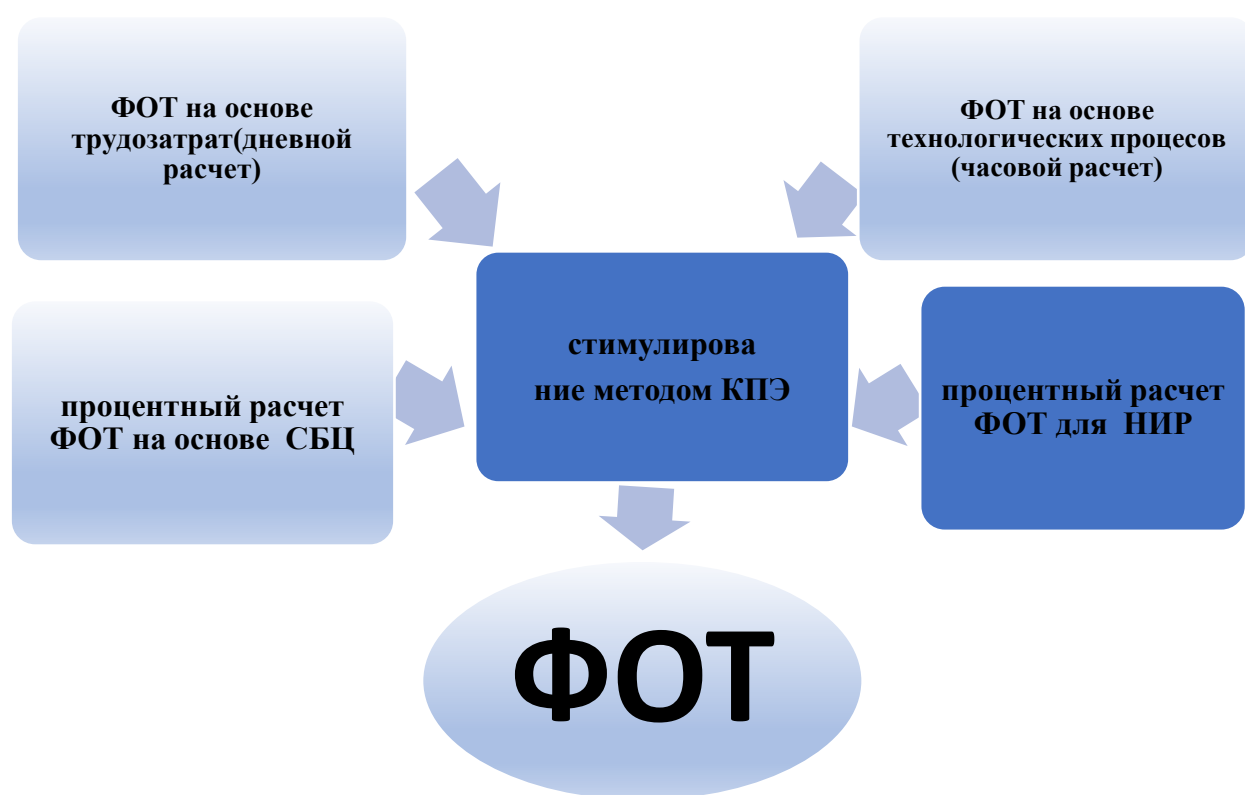 ФОТ на основе
трудозатрат(дневной
расчет)
ФОТ на основе
технологических процесов
(часовой расчет)
стимулирова
ние методом КПЭ
процентный расчет
ФОТ на основе СБЦ
процентный расчет
ФОТ для НИР
ФОТ